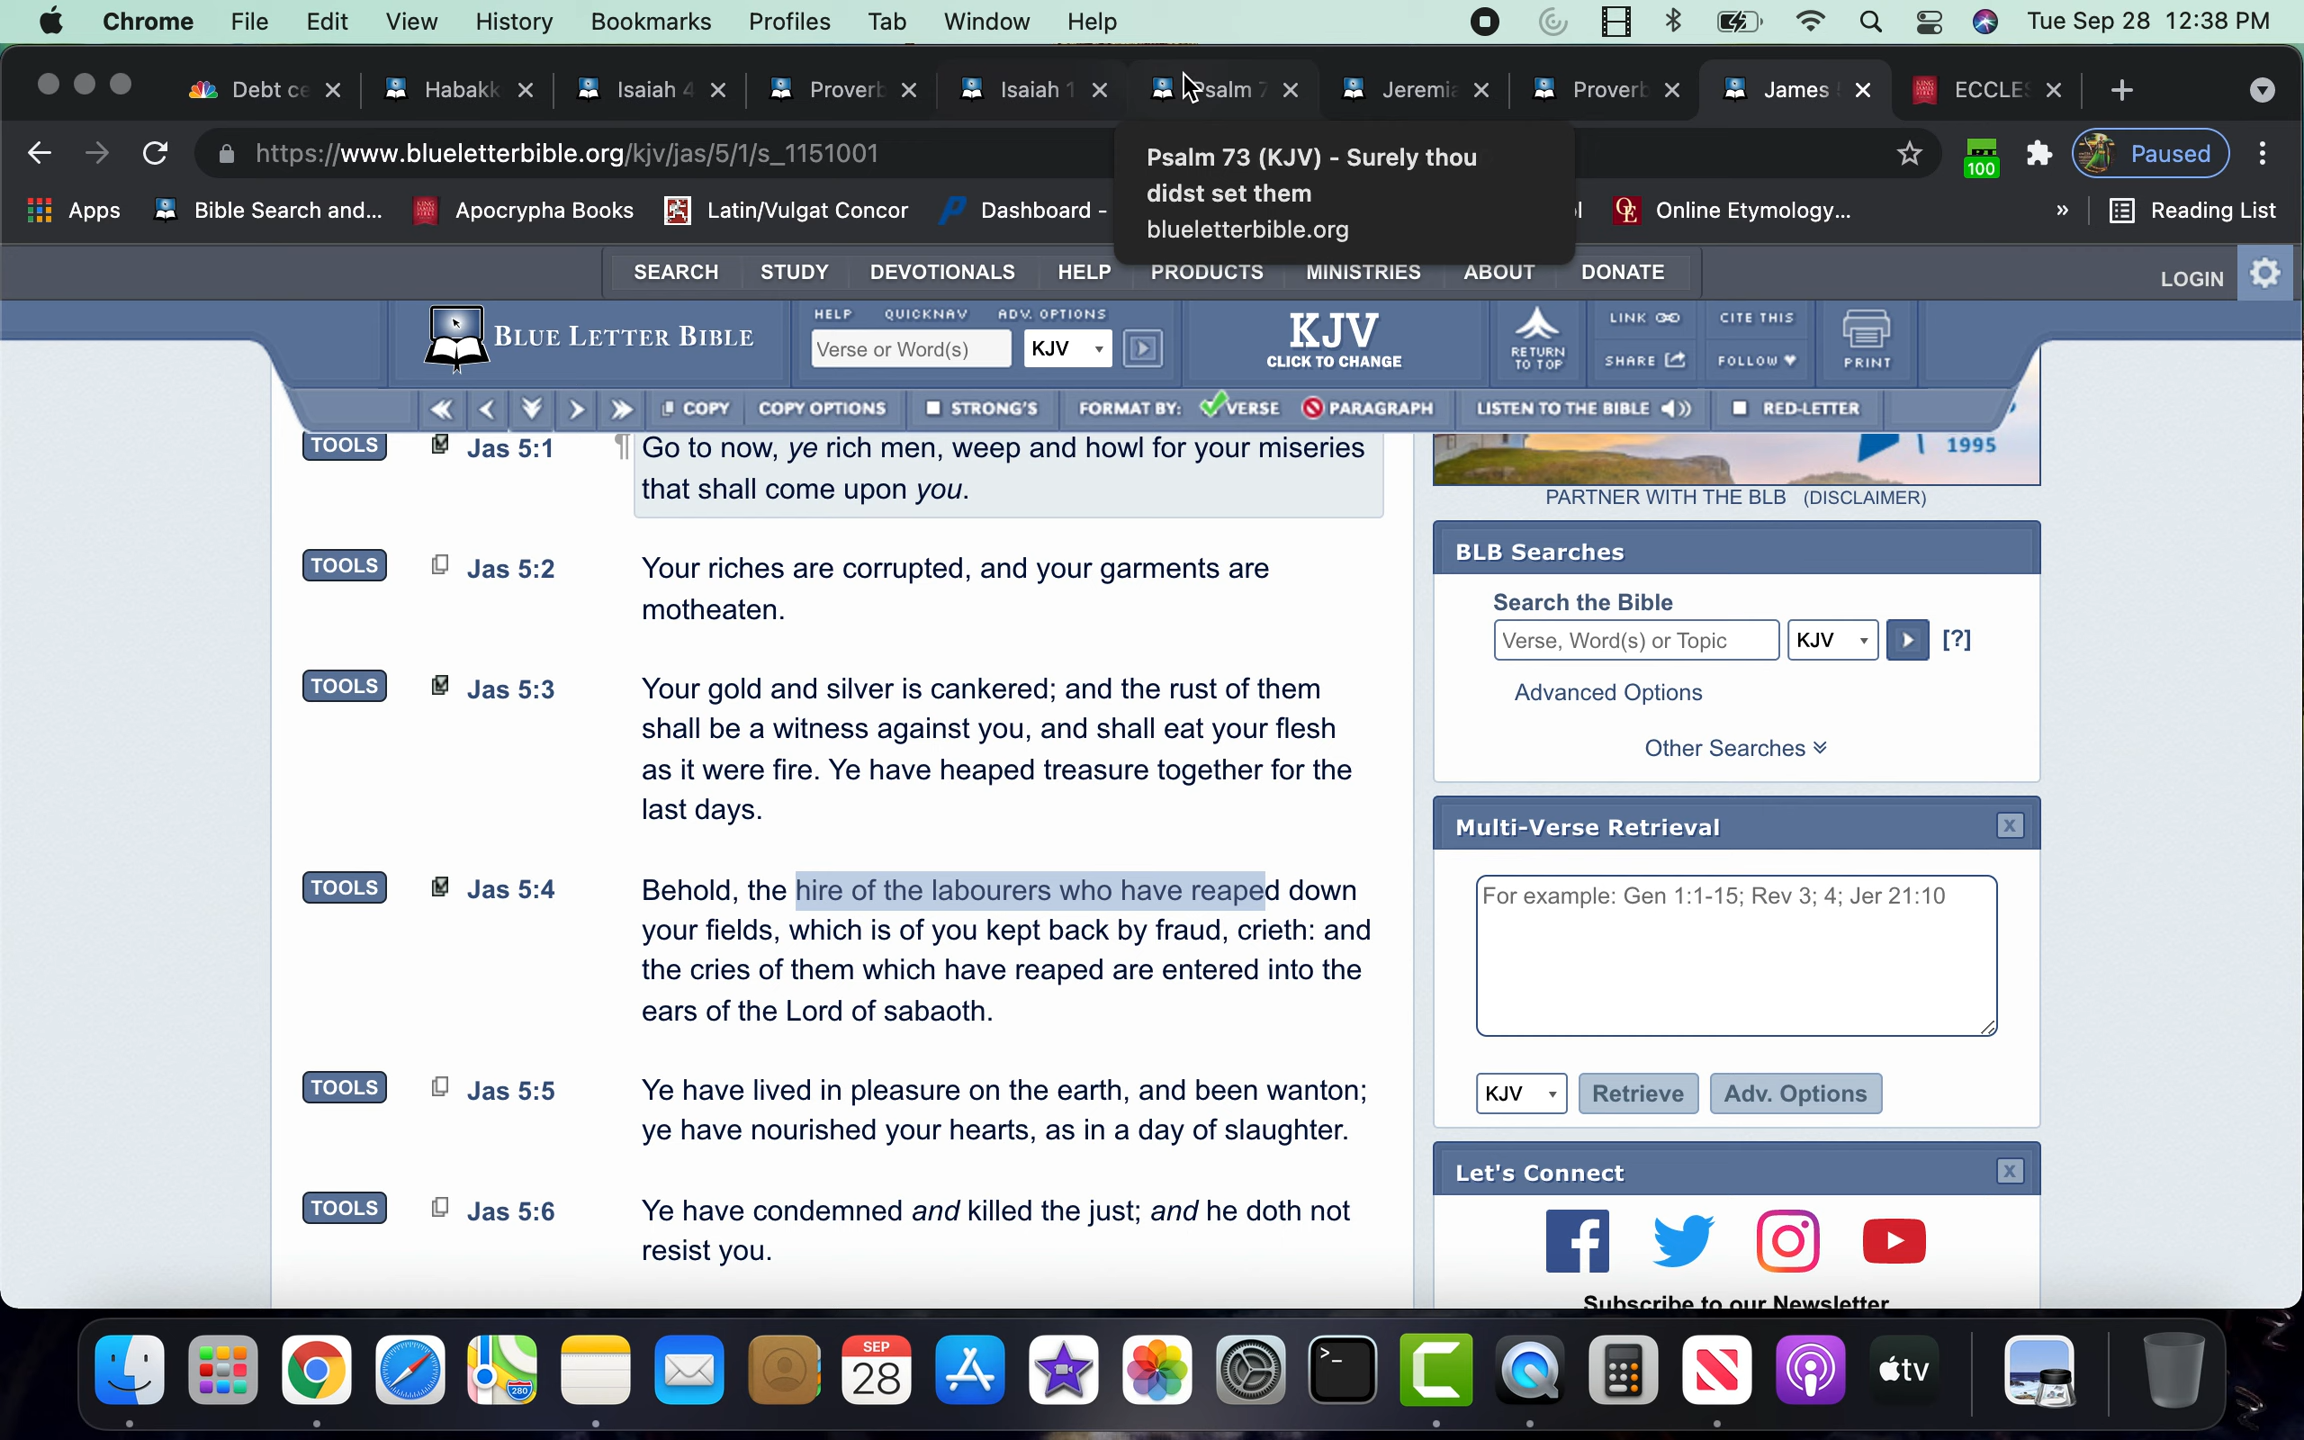 Chrome File Edit View History Bookmarks Profiles Tab Window Help Tue Sep 28 12:38 PM
Debt ce Habakk Isaiah 4 Proverb Isaiah 1 Psalm 7 Jeremia Proverb James ECCLES
https://www.blueletterbible.org/kjv/jas/5/1/s_1151001 100 Paused
Psalm 73 (KJV) - Surely thou
didst set them
blueletterbible.org
Apps Bible Search and... KING JAMES BIBLE Apocrypha Books Latin/Vulgat Concor Dashboard - ol OE Online Etymology... » Reading List
SEARCH STUDY DEVOTIONALS HELP PRODUCTS MINISTRIES ABOUT DONATE LOGIN
BLUE LETTER BIBLE
HELP QUICKNAV ADV. OPTIONS
Verse or Word(s) KJV
KJV
CLICK TO CHANGE
RETURN
TO TOP
LINK CITE THIS
SHARE FOLLOW PRINT
COPY COPY OPTIONS STRONG'S FORMAT BY: VERSE PARAGRAPH LISTEN TO THE BIBLE RED-LETTER
TOOLS Jas 5:1 ¶ Go to now, ye rich men, weep and howl for your miseries
that shall come upon you.
TOOLS Jas 5:2 Your riches are corrupted, and your garments are
motheaten.
TOOLS Jas 5:3 Your gold and silver is cankered; and the rust of them
shall be a witness against you, and shall eat your flesh
as it were fire. Ye have heaped treasure together for the
last days.
TOOLS Jas 5:4 Behold, the hire of the labourers who have reaped down
your fields, which is of you kept back by fraud, crieth: and
the cries of them which have reaped are entered into the
ears of the Lord of sabaoth.
TOOLS Jas 5:5 Ye have lived in pleasure on the earth, and been wanton;
ye have nourished your hearts, as in a day of slaughter.
TOOLS Jas 5:6 Ye have condemned and killed the just; and he doth not
resist you.
1995
PARTNER WITH THE BLB (DISCLAIMER)
BLB Searches
Search the Bible
Verse, Word(s) or Topic KJV [?]
Advanced Options
Other Searches
Multi-Verse Retrieval x
For example: Gen 1:1-15; Rev 3; 4; Jer 21:10
KJV Retrieve Adv. Options
Let's Connect x
Subscribe to our Newsletter
280
SEP
28
>_
tv